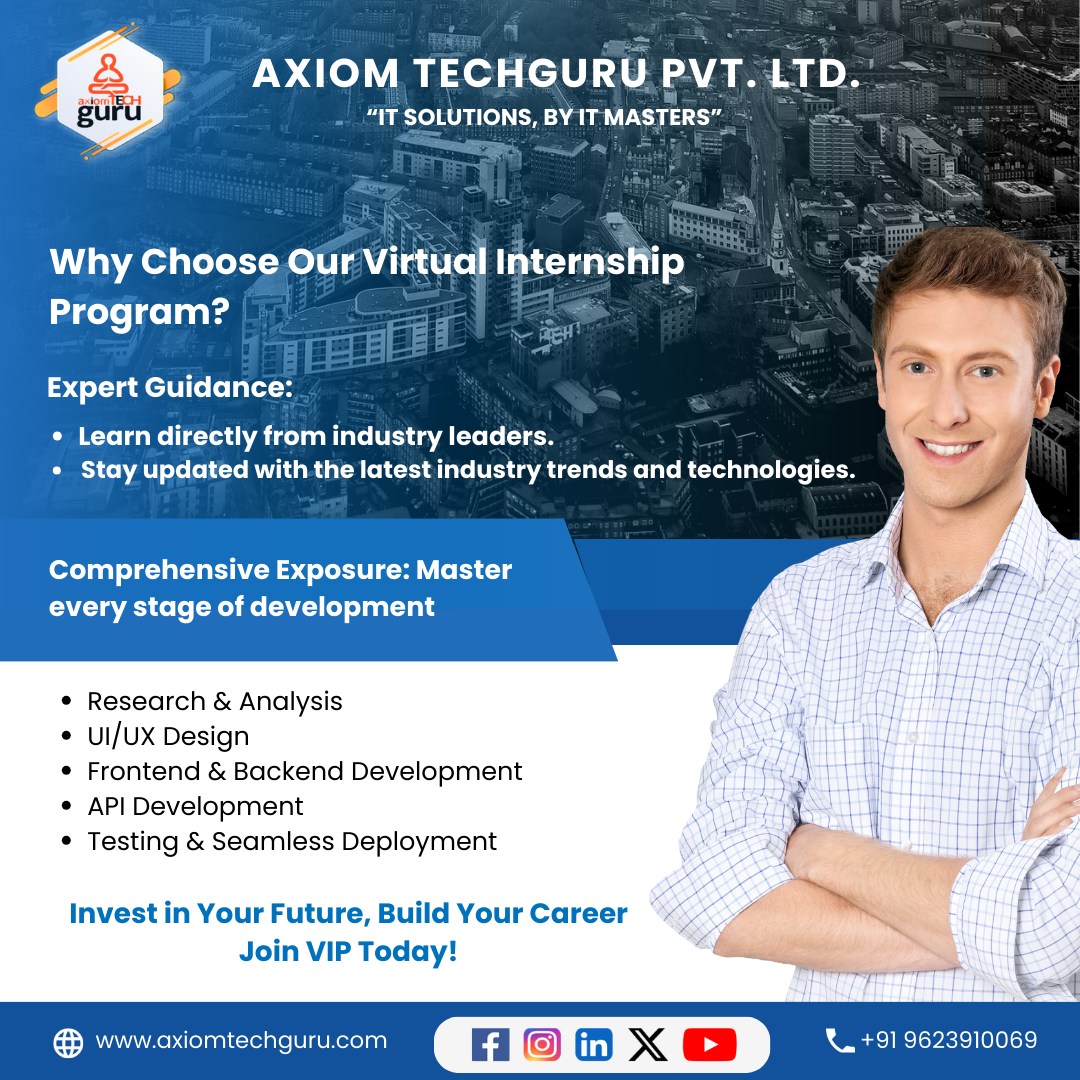 axiomTECH
guru
AXIOM TECHGURU PVT. LTD.
“IT SOLUTIONS, BY IT MASTERS”
Why Choose Our Virtual Internship
Program?
Expert Guidance:
• Learn directly from industry leaders.
• Stay updated with the latest industry trends and technologies.
Comprehensive Exposure: Master
every stage of development
• Research & Analysis
• UI/UX Design
• Frontend & Backend Development
• API Development
• Testing & Seamless Deployment
Invest in Your Future, Build Your Career
Join VIP Today!
www.axiomtechguru.com
+91 9623910069